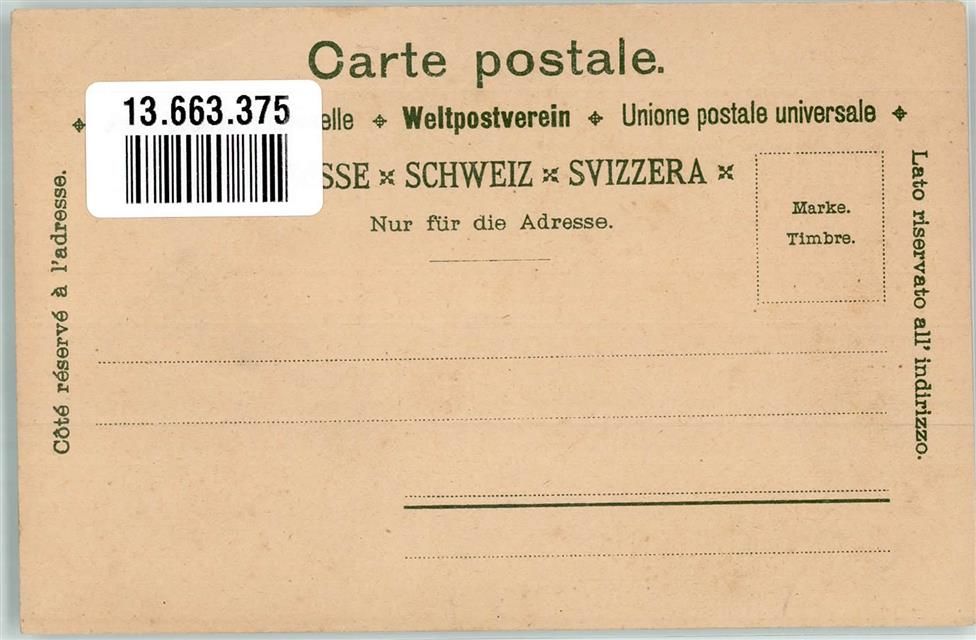 Carte postale.
13.663.375
elle ⌖ Weltpostverein ⌖ Unione postale universale
SSE × SCHWEIZ × SVIZZERA ×
Nur für die Adresse.
Marke.
Timbre.
Côté réservé à l'adresse.
Lato riservato all' indirizzo.